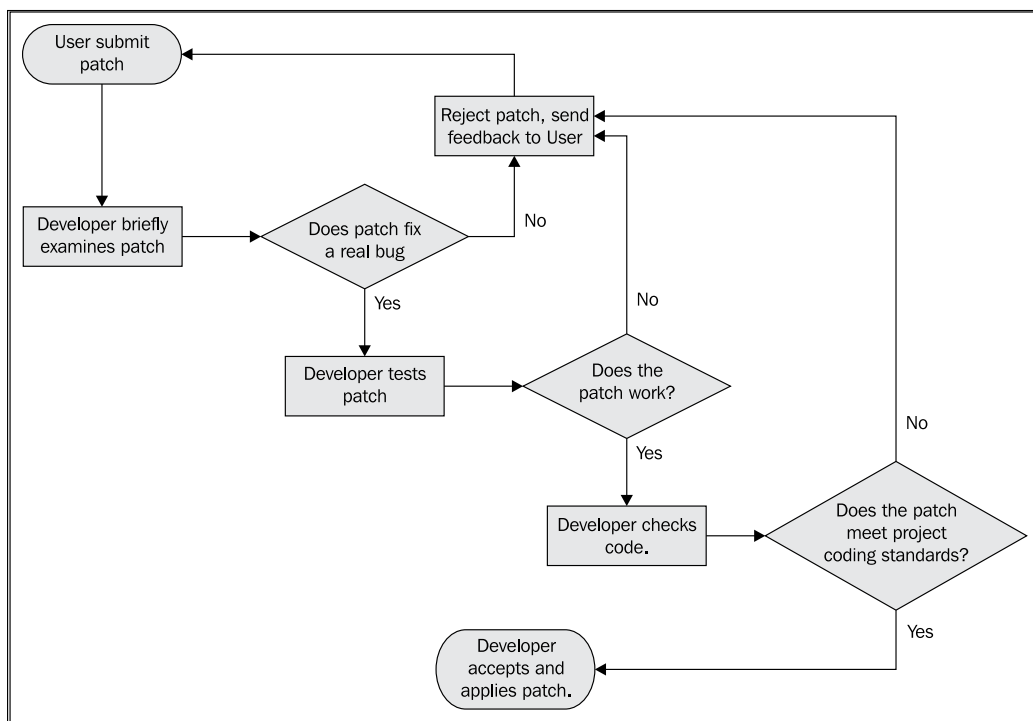 User submit
patch
Reject patch, send
feedback to User
Developer briefly
examines patch
Does patch fix
a real bug
No
Yes
Developer tests
patch
Does the
patch work?
No
Yes
Developer checks
code.
Does the patch
meet project
coding standards?
No
Yes
Developer
accepts and
applies patch.